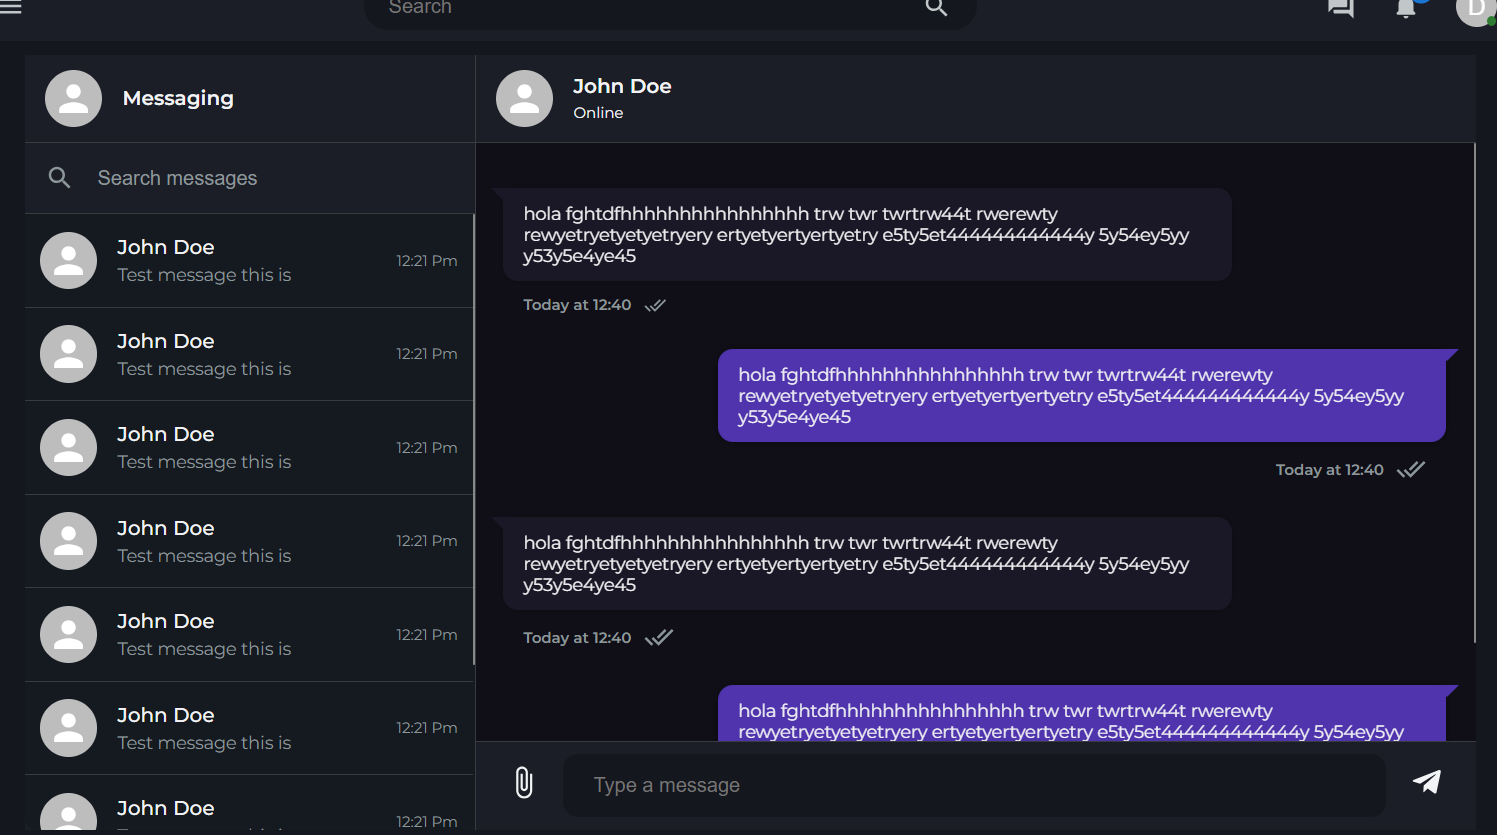 Search
D
Messaging
John Doe
Online
Search messages
John Doe
Test message this is
12:21 Pm
John Doe
Test message this is
12:21 Pm
John Doe
Test message this is
12:21 Pm
John Doe
Test message this is
12:21 Pm
John Doe
Test message this is
12:21 Pm
John Doe
Test message this is
12:21 Pm
John Doe
12:21 Pm
hola fghtdfhhhhhhhhhhhhhhhh trw twr twrtrw44t rwerewty
rewyetryetyetyetryery ertyetyertyertyetry e5ty5et444444444444y 5y54ey5yy
y53y5e4ye45
Today at 12:40
hola fghtdfhhhhhhhhhhhhhhhh trw twr twrtrw44t rwerewty
rewyetryetyetyetryery ertyetyertyertyetry e5ty5et444444444444y 5y54ey5yy
y53y5e4ye45
Today at 12:40
hola fghtdfhhhhhhhhhhhhhhhh trw twr twrtrw44t rwerewty
rewyetryetyetyetryery ertyetyertyertyetry e5ty5et444444444444y 5y54ey5yy
y53y5e4ye45
Today at 12:40
hola fghtdfhhhhhhhhhhhhhhhh trw twr twrtrw44t rwerewty
rewyetryetyetyetryery ertyetyertyertyetry e5ty5et444444444444y 5y54ey5yy
Type a message